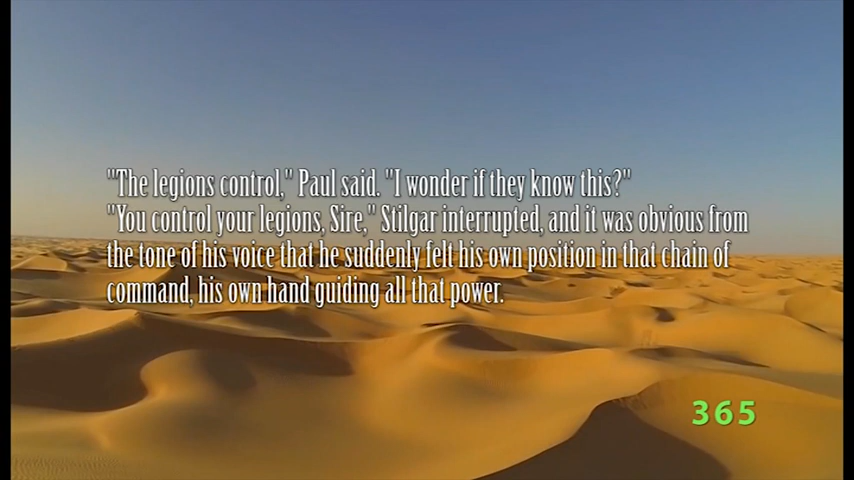 "The legions control," Paul said. "I wonder if they know this?"
"You control your legions, Sire," Stilgar interrupted, and it was obvious from
the tone of his voice that he suddenly felt his own position in that chain of
command, his own hand guiding all that power.
365